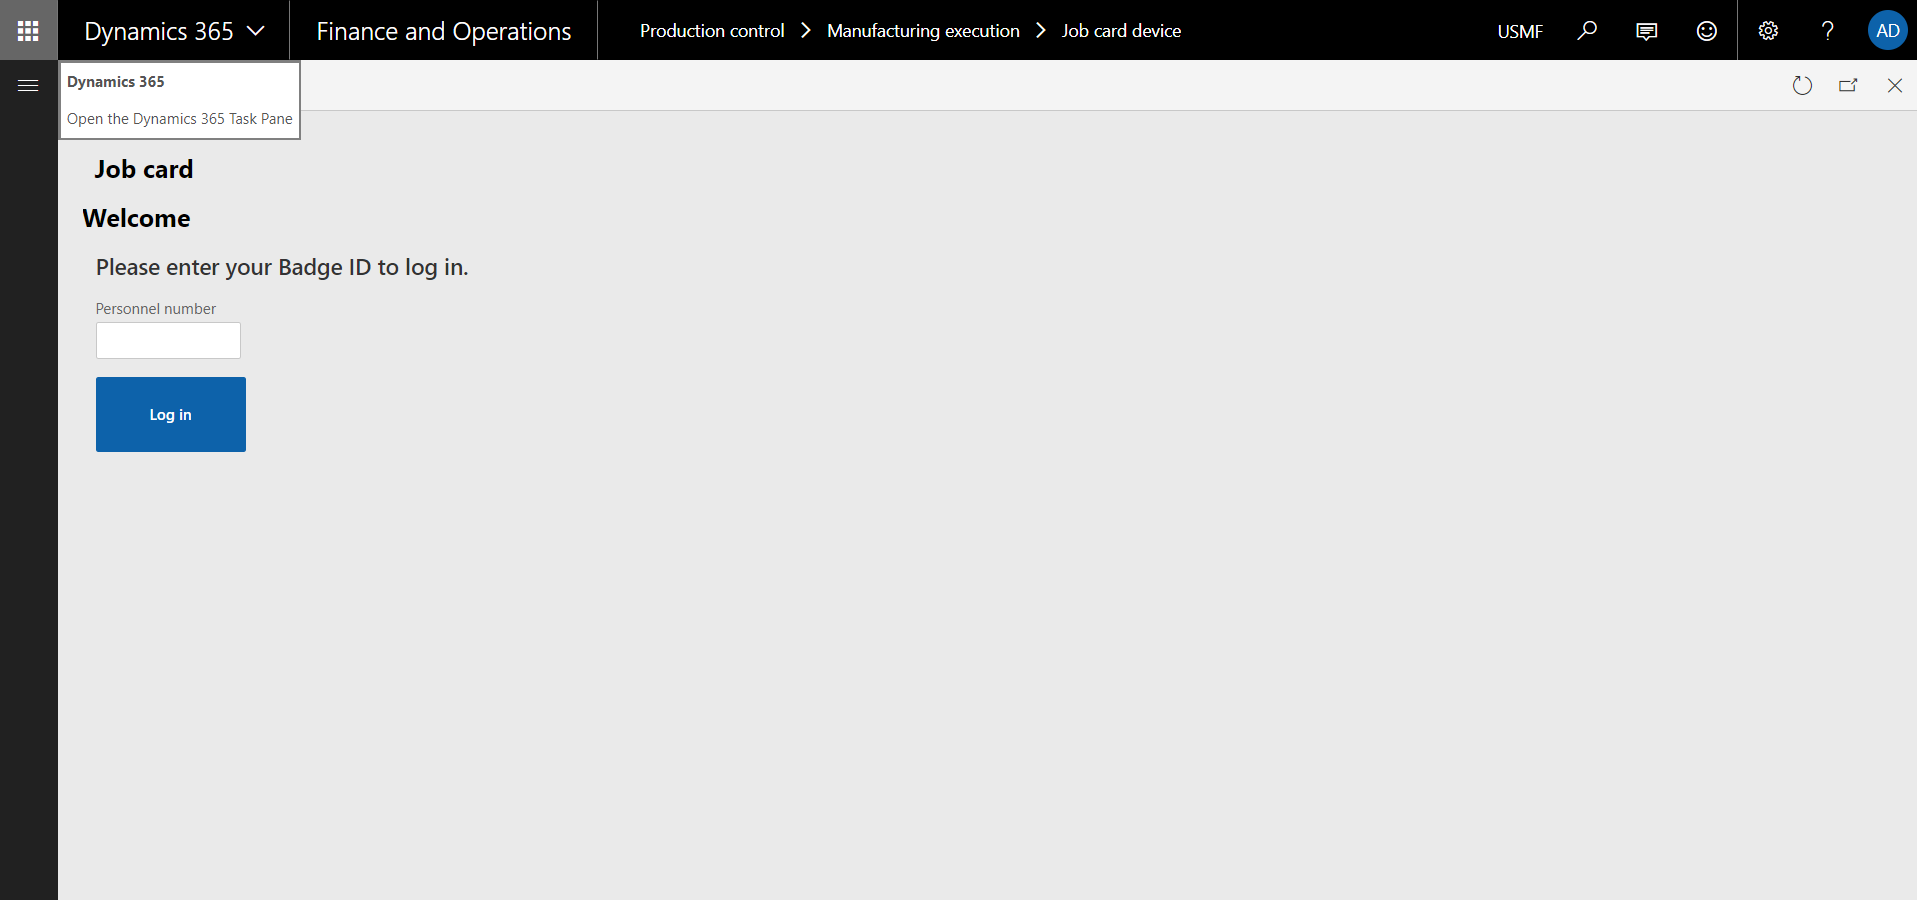 Dynamics 365
Finance and Operations
Production control
Manufacturing execution
Job card device
USMF
?
AD
Dynamics 365
Open the Dynamics 365 Task Pane
Job card
Welcome
Please enter your Badge ID to log in.
Personnel number
Log in